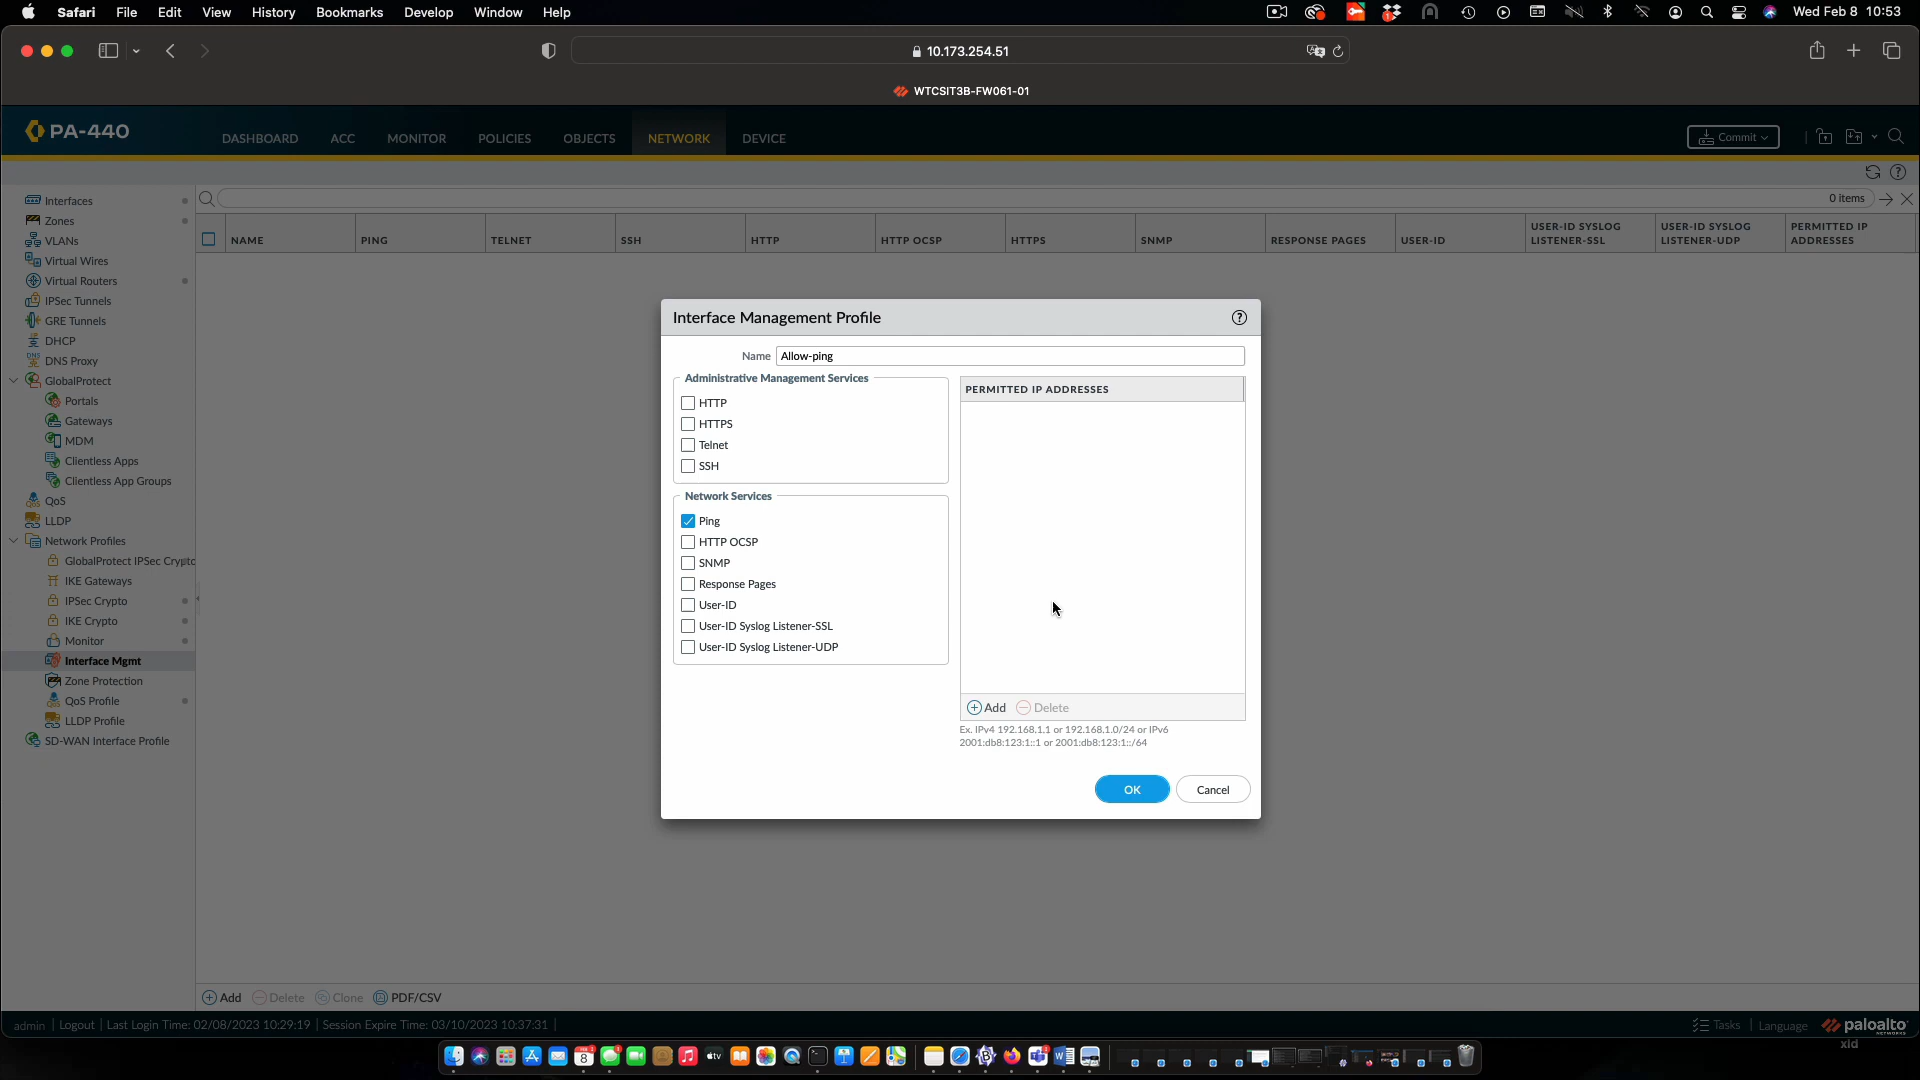 Safari File Edit View History Bookmarks Develop Window Help Wed Feb 8 10:53
10.173.254.51
WTCSIT3B-FW061-01
PA-440 DASHBOARD ACC MONITOR POLICIES OBJECTS NETWORK DEVICE Commit
0 items
NAME PING TELNET SSH HTTP HTTP OCSP HTTPS SNMP RESPONSE PAGES USER-ID USER-ID SYSLOG LISTENER-SSL USER-ID SYSLOG LISTENER-UDP PERMITTED IP ADDRESSES
Interfaces
Zones
VLANs
Virtual Wires
Virtual Routers
IPSec Tunnels
GRE Tunnels
DHCP
DNS Proxy
GlobalProtect
Portals
Gateways
MDM
Clientless Apps
Clientless App Groups
QoS
LLDP
Network Profiles
GlobalProtect IPSec Crypto
IKE Gateways
IPSec Crypto
IKE Crypto
Monitor
Interface Mgmt
Zone Protection
QoS Profile
LLDP Profile
SD-WAN Interface Profile
Interface Management Profile
Name Allow-ping
Administrative Management Services
HTTP
HTTPS
Telnet
SSH
Network Services
Ping
HTTP OCSP
SNMP
Response Pages
User-ID
User-ID Syslog Listener-SSL
User-ID Syslog Listener-UDP
PERMITTED IP ADDRESSES
Add Delete
Ex. IPv4 192.168.1.1 or 192.168.1.0/24 or IPv6
2001:db8:123:1::1 or 2001:db8:123:1::/64
OK Cancel
Add Delete Clone PDF/CSV
admin | Logout | Last Login Time: 02/08/2023 10:29:19 | Session Expire Time: 03/10/2023 10:37:31 |
Tasks | Language paloalto
NETWORKS
xld